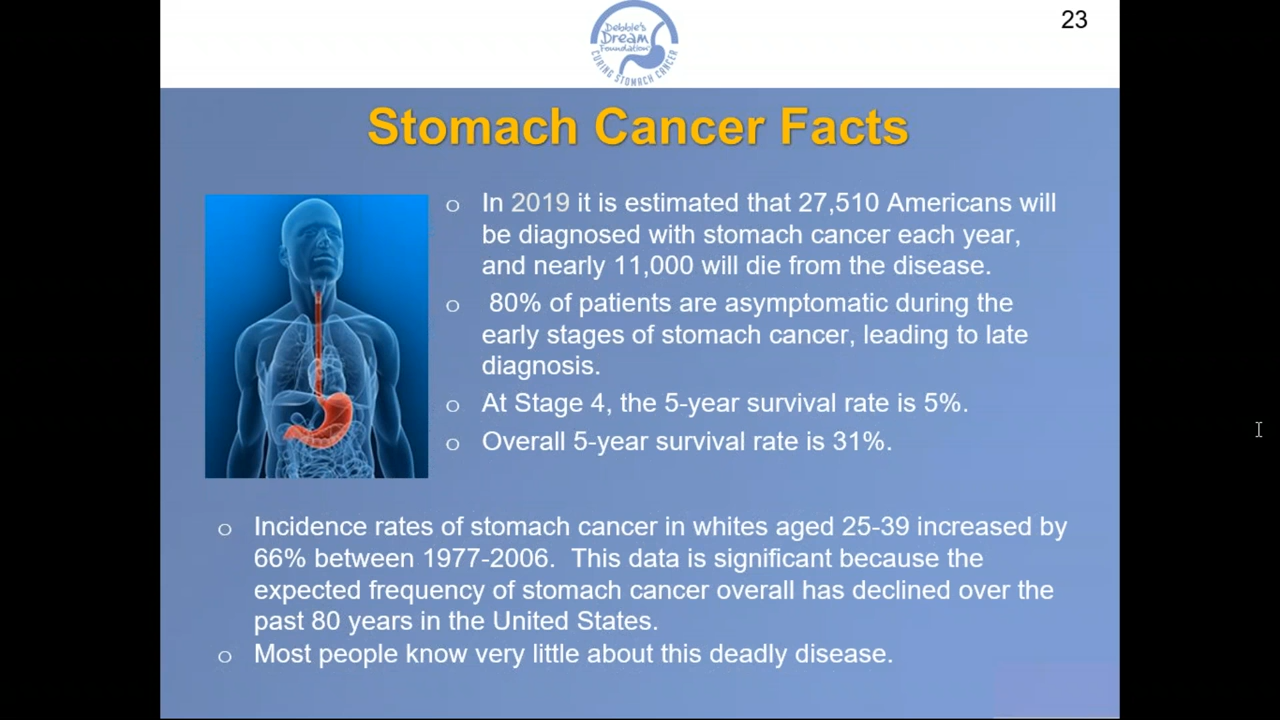 23
Debbie's
Dream
Foundation
CURING STOMACH CANCER
Stomach Cancer Facts
o In 2019 it is estimated that 27,510 Americans will
be diagnosed with stomach cancer each year,
and nearly 11,000 will die from the disease.
o 80% of patients are asymptomatic during the
early stages of stomach cancer, leading to late
diagnosis.
o At Stage 4, the 5-year survival rate is 5%.
o Overall 5-year survival rate is 31%.
o Incidence rates of stomach cancer in whites aged 25-39 increased by
66% between 1977-2006. This data is significant because the
expected frequency of stomach cancer overall has declined over the
past 80 years in the United States.
o Most people know very little about this deadly disease.